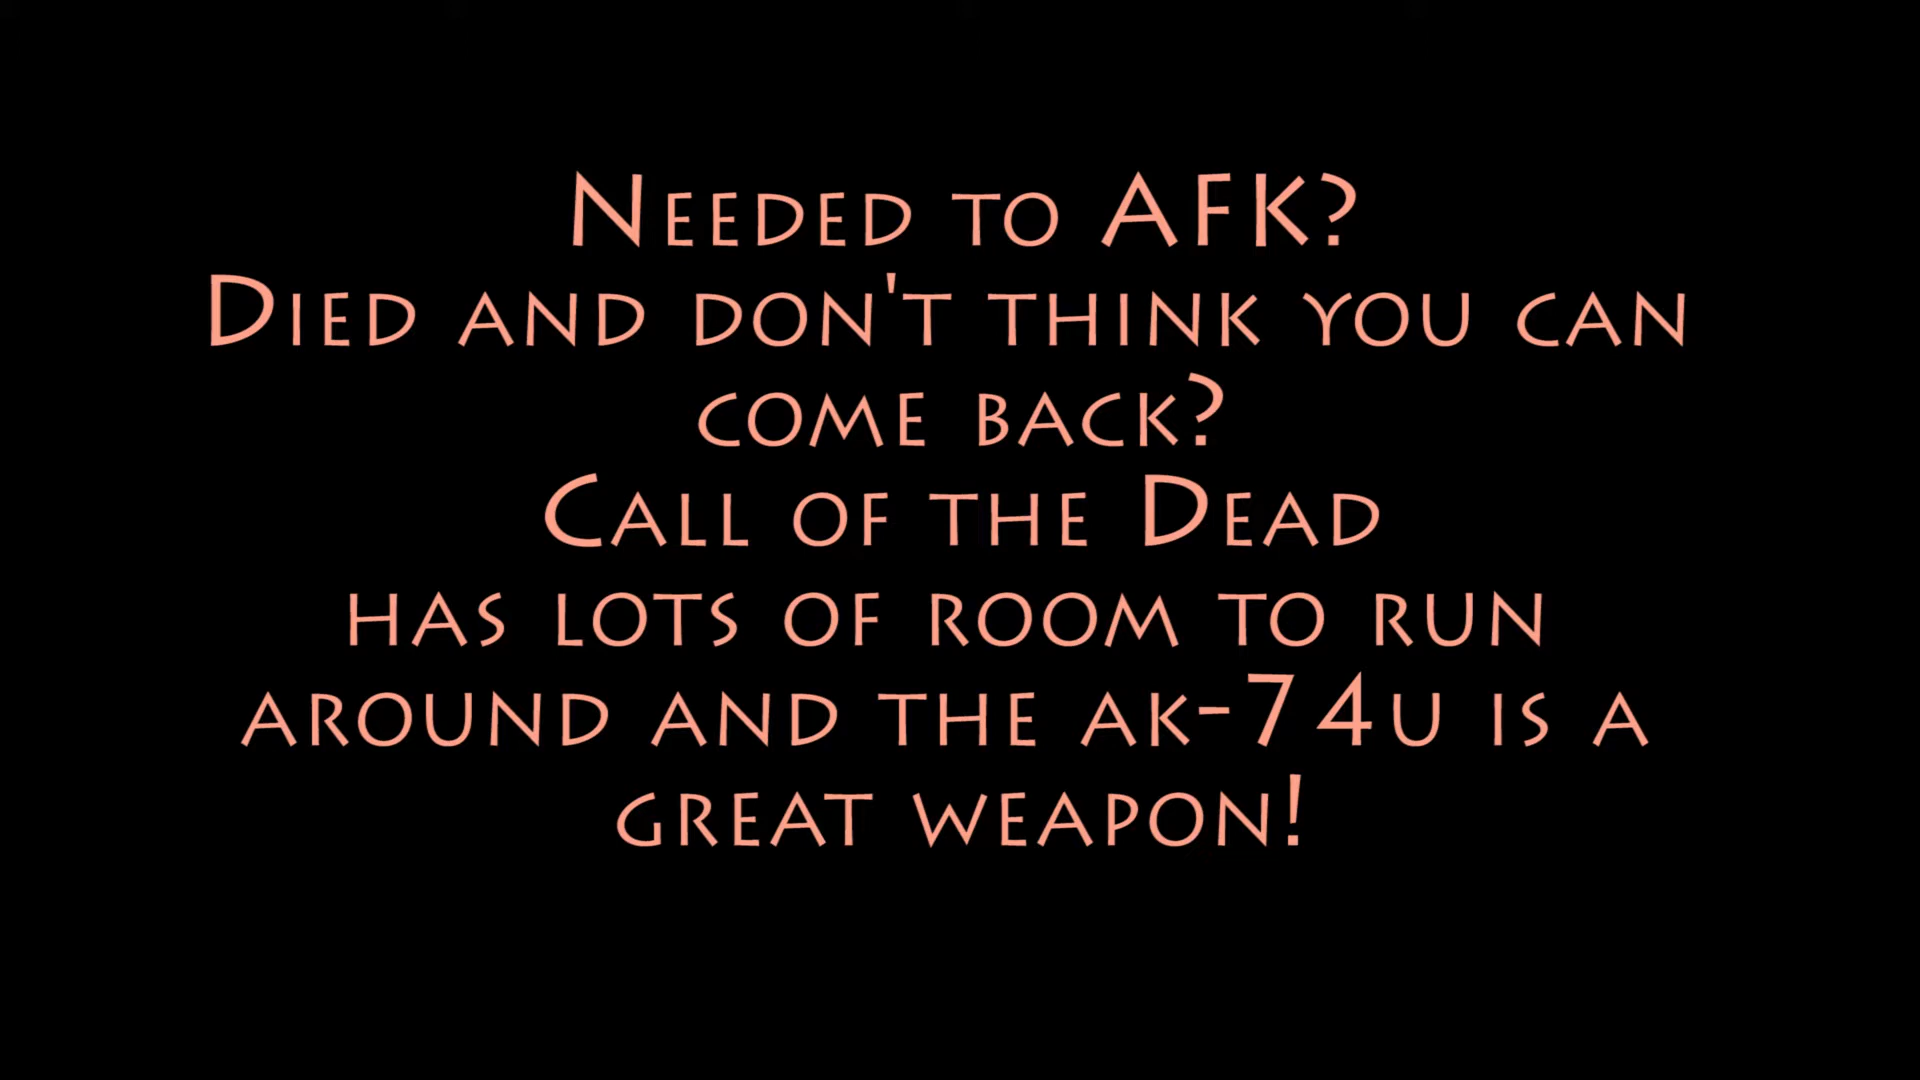 Needed to AFK?
Died and don't think you can
come back?
Call of the Dead
has lots of room to run
around and the ak-74u is a
great weapon!